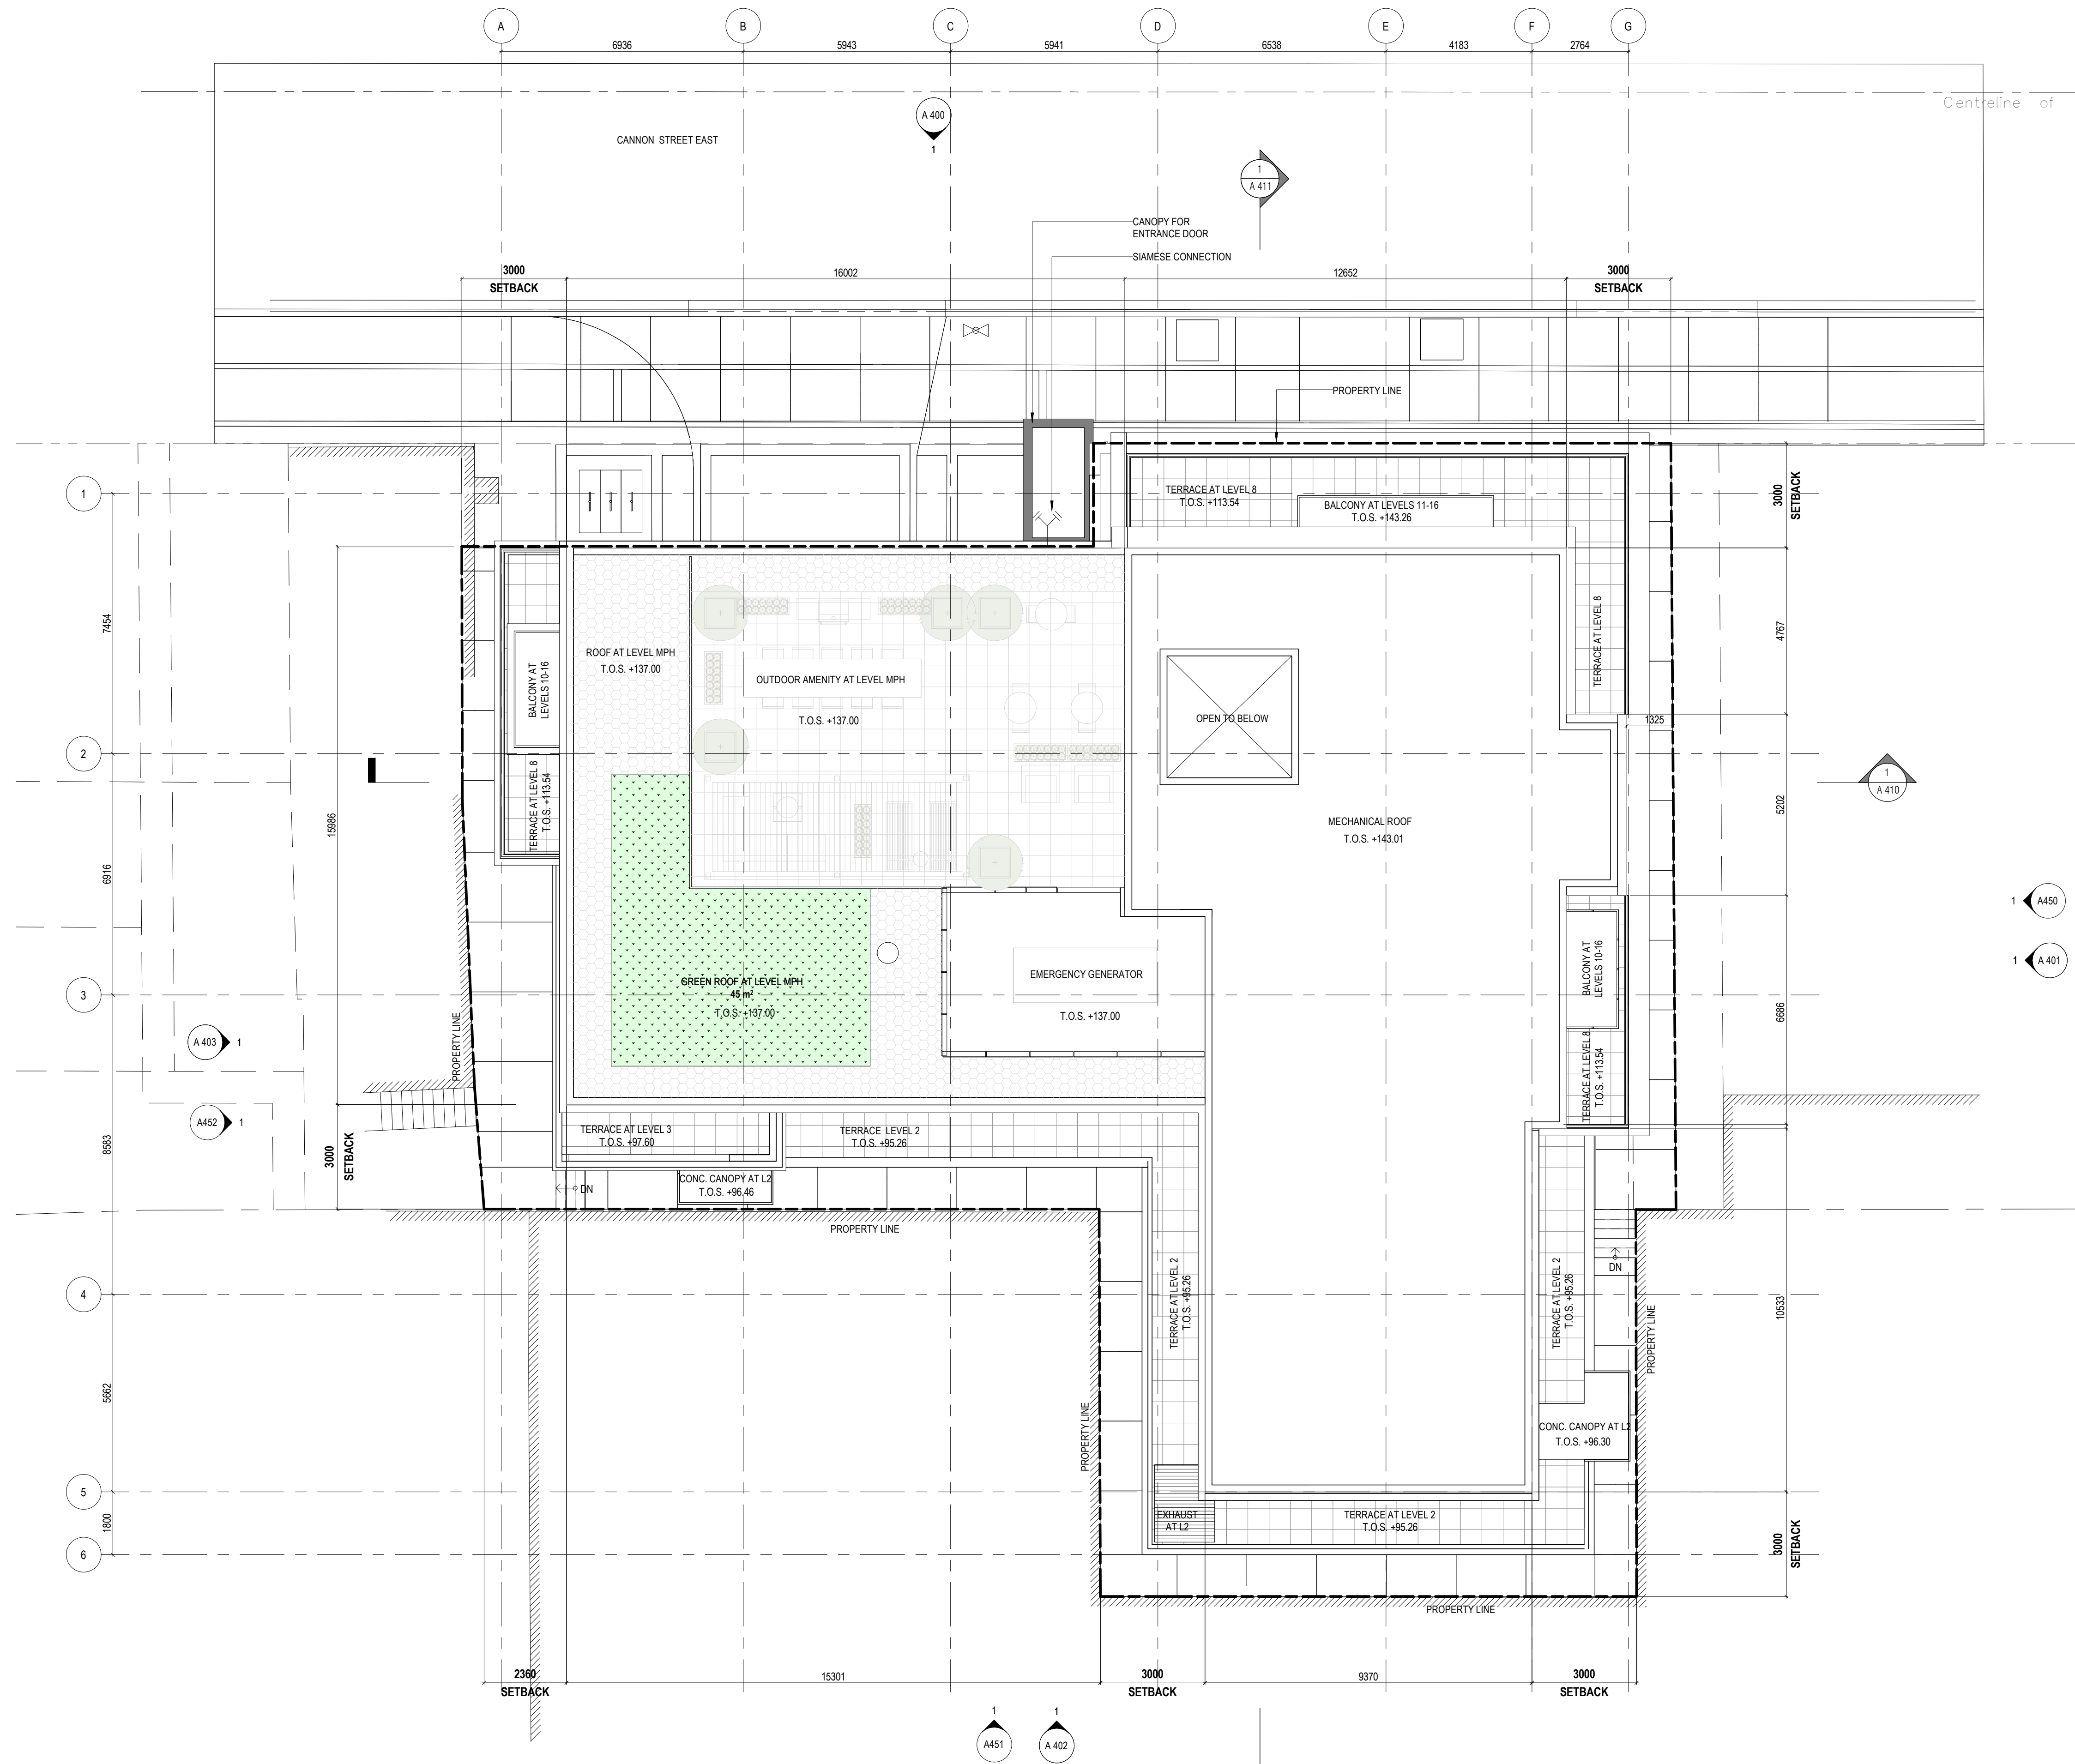 A
B
C
D
E
F
G
6936
5943
5941
6538
4183
2764
Centreline of
A 400
1
CANNON STREET EAST
1
A 411
CANOPY FOR
ENTRANCE DOOR
SIAMESE CONNECTION
3000
SETBACK
16002
12652
3000
SETBACK
PROPERTY LINE
1
TERRACE AT LEVEL 8
T.O.S. +113.54
BALCONY AT LEVELS 11-16
T.O.S. +143.26
3000
SETBACK
7454
ROOF AT LEVEL MPH
T.O.S. +137.00
BALCONY AT
LEVELS 10-16
OUTDOOR AMENITY AT LEVEL MPH
T.O.S. +137.00
OPEN TO BELOW
TERRACE AT LEVEL 8
4767
1325
2
TERRACE AT LEVEL 8
T.O.S. +113.54
15986
MECHANICAL ROOF
T.O.S. +143.01
5202
1
A 410
6916
1
A450
1
A 401
GREEN ROOF AT LEVEL MPH
45 m²
T.O.S. +137.00
EMERGENCY GENERATOR
T.O.S. +137.00
BALCONY AT
LEVELS 10-16
6686
3
PROPERTY LINE
A 403
1
TERRACE AT LEVEL 8
T.O.S. +113.54
A452
1
8583
3000
SETBACK
TERRACE AT LEVEL 3
T.O.S. +97.60
TERRACE LEVEL 2
T.O.S. +95.26
CONC. CANOPY AT L2
T.O.S. +96.46
DN
PROPERTY LINE
DN
4
TERRACE AT LEVEL 2
T.O.S. +95.26
TERRACE AT LEVEL 2
T.O.S. +95.26
PROPERTY LINE
10533
5662
PROPERTY LINE
CONC. CANOPY AT L2
T.O.S. +96.30
5
1800
EXHAUST
AT L2
TERRACE AT LEVEL 2
T.O.S. +95.26
3000
SETBACK
6
PROPERTY LINE
2360
SETBACK
15301
3000
SETBACK
9370
3000
SETBACK
1
A451
1
A 402